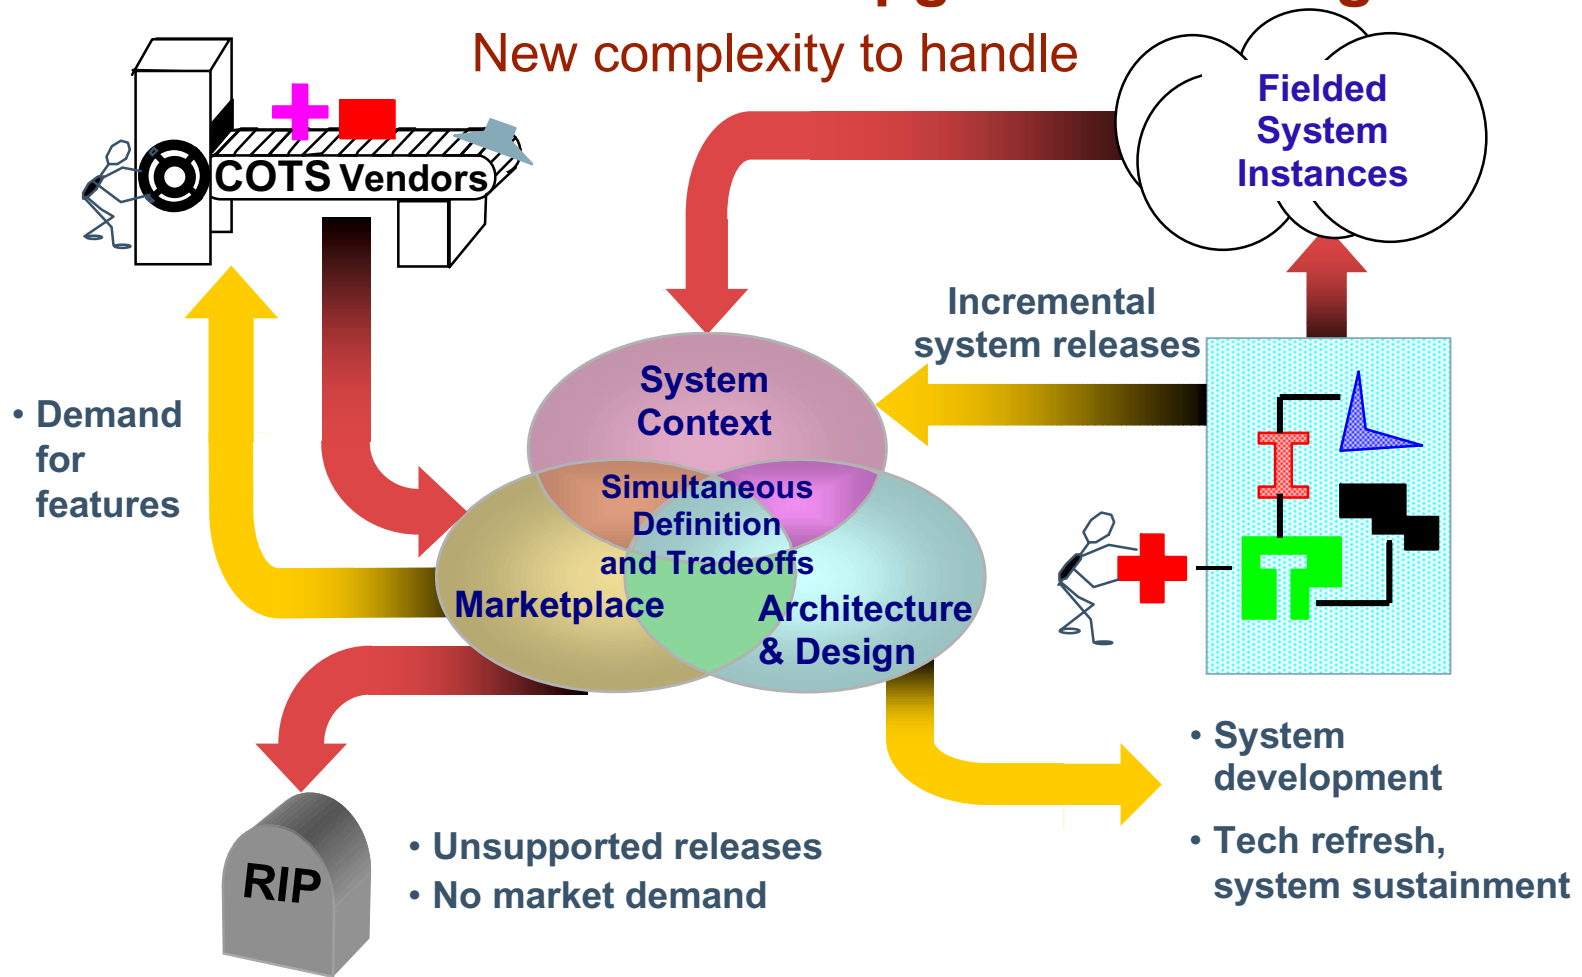 New complexity to handle
Fielded
System
Instances
COTS Vendors
Incremental
system releases
System
Context
• Demand
for
features
Simultaneous
Definition
and Tradeoffs
Marketplace
Architecture
& Design
• System
development
• Tech refresh,
system sustainment
RIP
• Unsupported releases
• No market demand